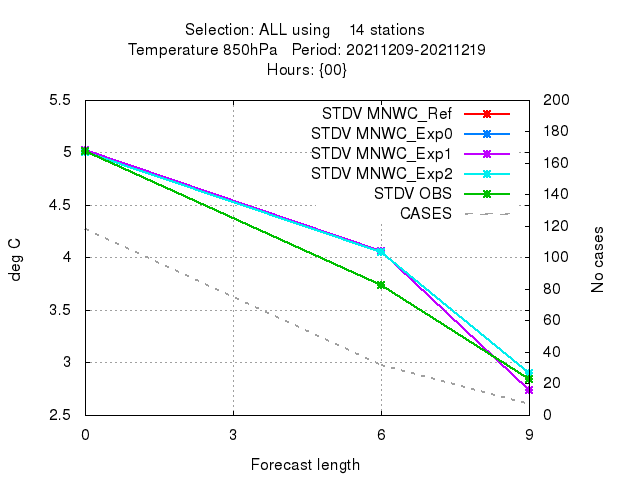 Selection: ALL using    14 stations
Temperature 850hPa   Period: 20211209-20211219
Hours: {00}
STDV MNWC_Ref
STDV MNWC_Exp0
STDV MNWC_Exp1
STDV MNWC_Exp2
STDV OBS
CASES
5.5
5
4.5
4
3.5
3
2.5
deg C
200
180
160
140
120
100
80
60
40
20
0
No cases
0 3 6 9
Forecast length